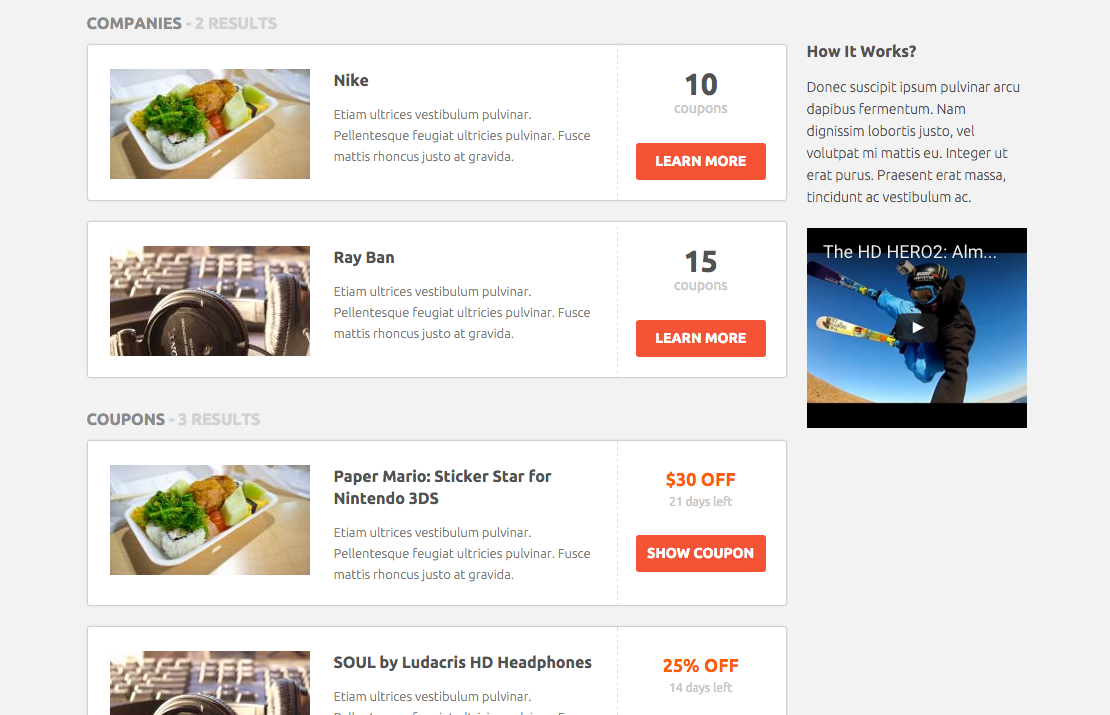 COMPANIES - 2 RESULTS
Nike
Etiam ultrices vestibulum pulvinar.
Pellentesque feugiat ultricies pulvinar. Fusce
mattis rhoncus justo at gravida.
10
coupons
LEARN MORE
Ray Ban
Etiam ultrices vestibulum pulvinar.
Pellentesque feugiat ultricies pulvinar. Fusce
mattis rhoncus justo at gravida.
15
coupons
LEARN MORE
COUPONS - 3 RESULTS
Paper Mario: Sticker Star for
Nintendo 3DS
Etiam ultrices vestibulum pulvinar.
Pellentesque feugiat ultricies pulvinar. Fusce
mattis rhoncus justo at gravida.
$30 OFF
21 days left
SHOW COUPON
SOUL by Ludacris HD Headphones
Etiam ultrices vestibulum pulvinar.
25% OFF
14 days left
How It Works?
Donec suscipit ipsum pulvinar arcu
dapibus fermentum. Nam
dignissim lobortis justo, vel
volutpat mi mattis eu. Integer ut
erat purus. Praesent erat massa,
tincidunt ac vestibulum ac.
The HD HERO2: Alm...